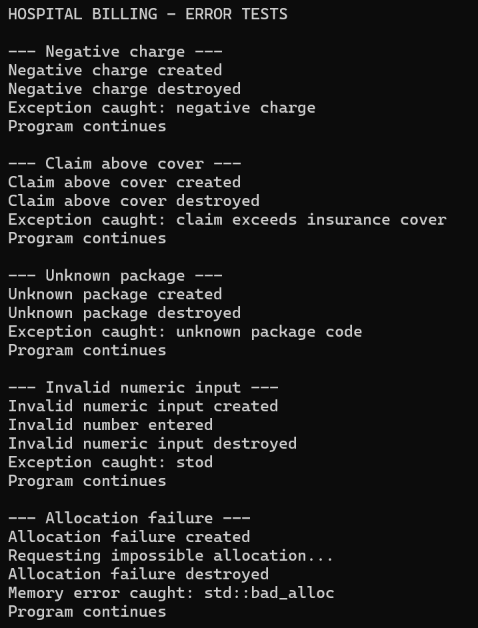 HOSPITAL BILLING - ERROR TESTS
--- Negative charge ---
Negative charge created
Negative charge destroyed
Exception caught: negative charge
Program continues
--- Claim above cover ---
Claim above cover created
Claim above cover destroyed
Exception caught: claim exceeds insurance cover
Program continues
--- Unknown package ---
Unknown package created
Unknown package destroyed
Exception caught: unknown package code
Program continues
--- Invalid numeric input ---
Invalid numeric input created
Invalid number entered
Invalid numeric input destroyed
Exception caught: stod
Program continues
--- Allocation failure ---
Allocation failure created
Requesting impossible allocation...
Allocation failure destroyed
Memory error caught: std::bad_alloc
Program continues